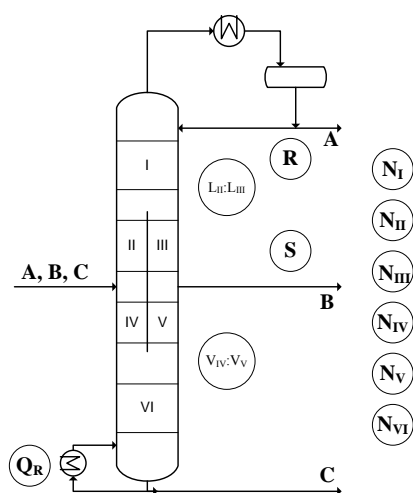 A
I
R
N_I
L_II:L_III
N_II
II
III
S
A, B, C
N_III
B
IV
V
N_IV
V_IV:V_V
N_V
VI
N_VI
Q_R
C